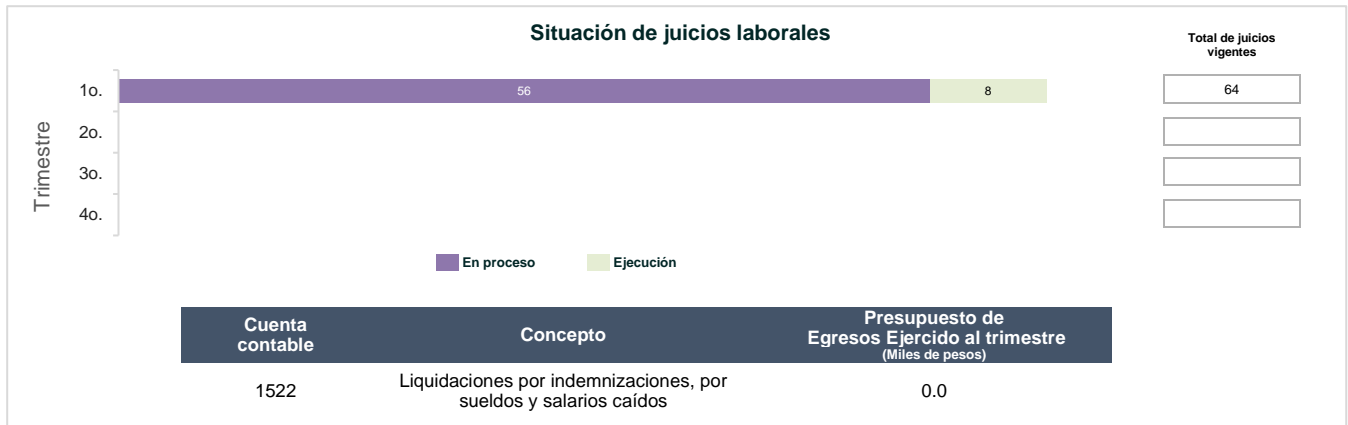 Situación de juicios laborales
Total de juicios
vigentes
Trimestre
1o.
56
8
64
2o.
3o.
4o.
En proceso
Ejecución
Cuenta
contable
Concepto
Presupuesto de
Egresos Ejercido al trimestre
(Miles de pesos)
1522
Liquidaciones por indemnizaciones, por
sueldos y salarios caídos
0.0